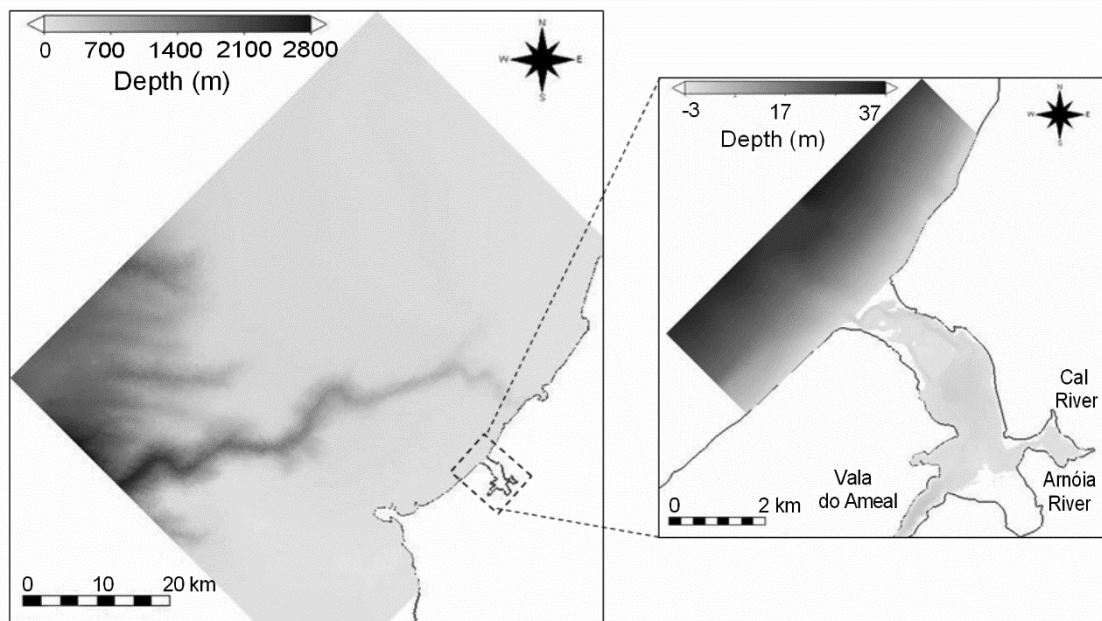 0 700 1400 2100 2800
Depth (m)
N
W E
S
0 10 20 km
-3 17 37
Depth (m)
N
W E
S
Cal
River
Arnóia
River
Vala
do Ameal
0 2 km